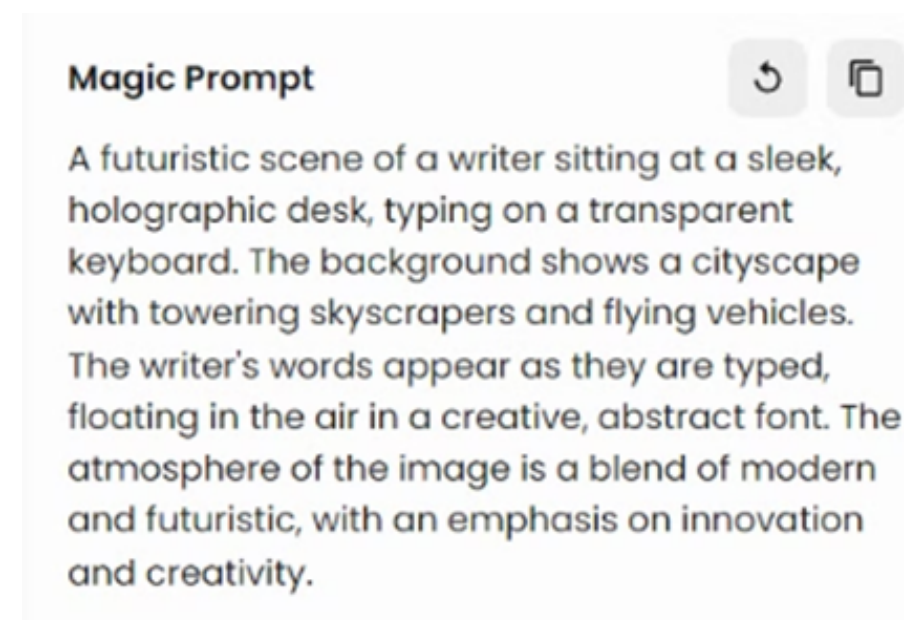 Magic Prompt
A futuristic scene of a writer sitting at a sleek,
holographic desk, typing on a transparent
keyboard. The background shows a cityscape
with towering skyscrapers and flying vehicles.
The writer's words appear as they are typed,
floating in the air in a creative, abstract font. The
atmosphere of the image is a blend of modern
and futuristic, with an emphasis on innovation
and creativity.